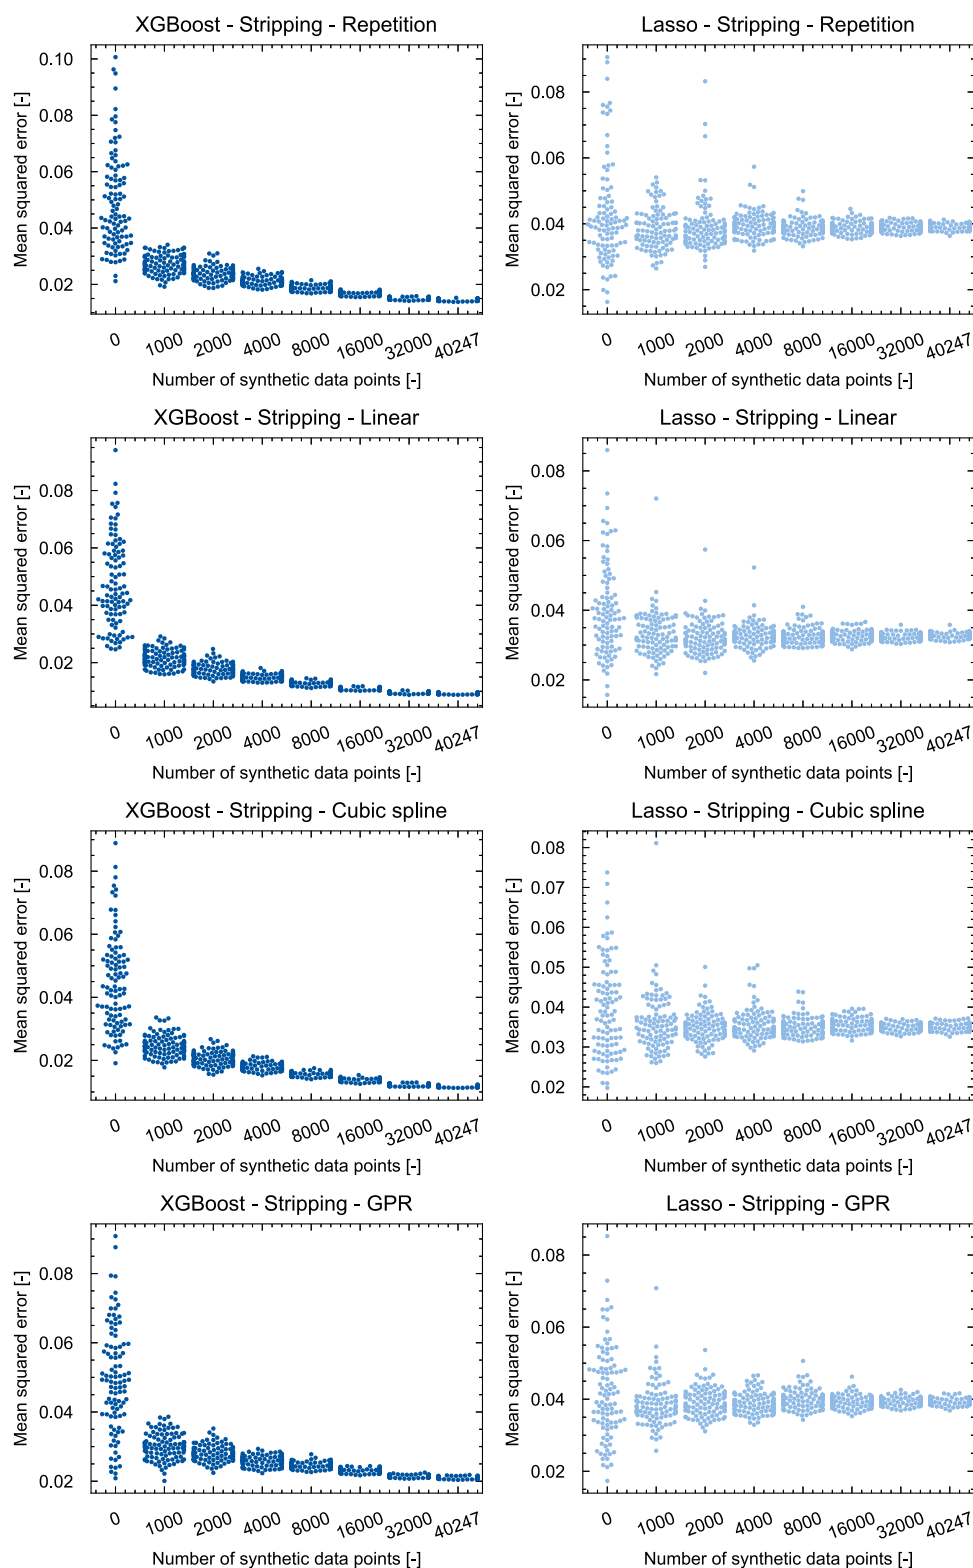 XGBoost - Stripping - Repetition
Mean squared error [-]
0.10
0.08
0.06
0.04
0.02
0 1000 2000 4000 8000 16000 32000 40247
Number of synthetic data points [-]
Lasso - Stripping - Repetition
Mean squared error [-]
0.08
0.06
0.04
0.02
0 1000 2000 4000 8000 16000 32000 40247
Number of synthetic data points [-]
XGBoost - Stripping - Linear
Mean squared error [-]
0.08
0.06
0.04
0.02
0 1000 2000 4000 8000 16000 32000 40247
Number of synthetic data points [-]
Lasso - Stripping - Linear
Mean squared error [-]
0.08
0.06
0.04
0.02
0 1000 2000 4000 8000 16000 32000 40247
Number of synthetic data points [-]
XGBoost - Stripping - Cubic spline
Mean squared error [-]
0.08
0.06
0.04
0.02
0 1000 2000 4000 8000 16000 32000 40247
Number of synthetic data points [-]
Lasso - Stripping - Cubic spline
Mean squared error [-]
0.08
0.07
0.06
0.05
0.04
0.03
0.02
0 1000 2000 4000 8000 16000 32000 40247
Number of synthetic data points [-]
XGBoost - Stripping - GPR
Mean squared error [-]
0.08
0.06
0.04
0.02
0 1000 2000 4000 8000 16000 32000 40247
Number of synthetic data points [-]
Lasso - Stripping - GPR
Mean squared error [-]
0.08
0.06
0.04
0.02
0 1000 2000 4000 8000 16000 32000 40247
Number of synthetic data points [-]